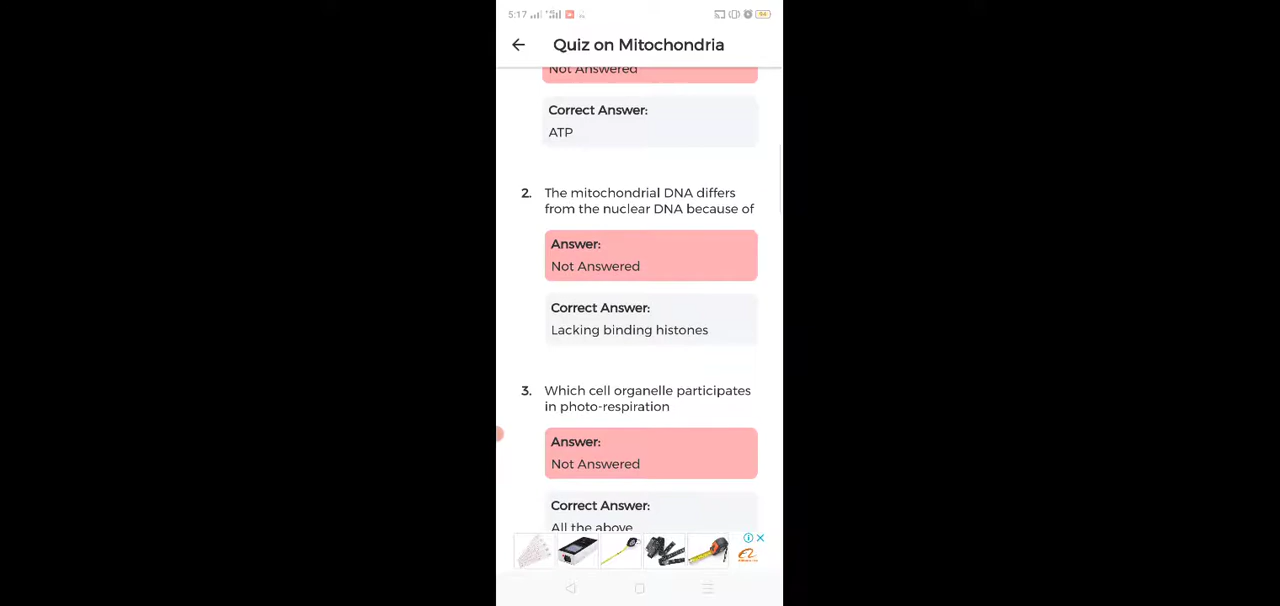 5:17
Quiz on Mitochondria
Not Answered
Correct Answer:
ATP
2. The mitochondrial DNA differs
from the nuclear DNA because of
Answer:
Not Answered
Correct Answer:
Lacking binding histones
3. Which cell organelle participates
in photo-respiration
Answer:
Not Answered
Correct Answer:
All the above